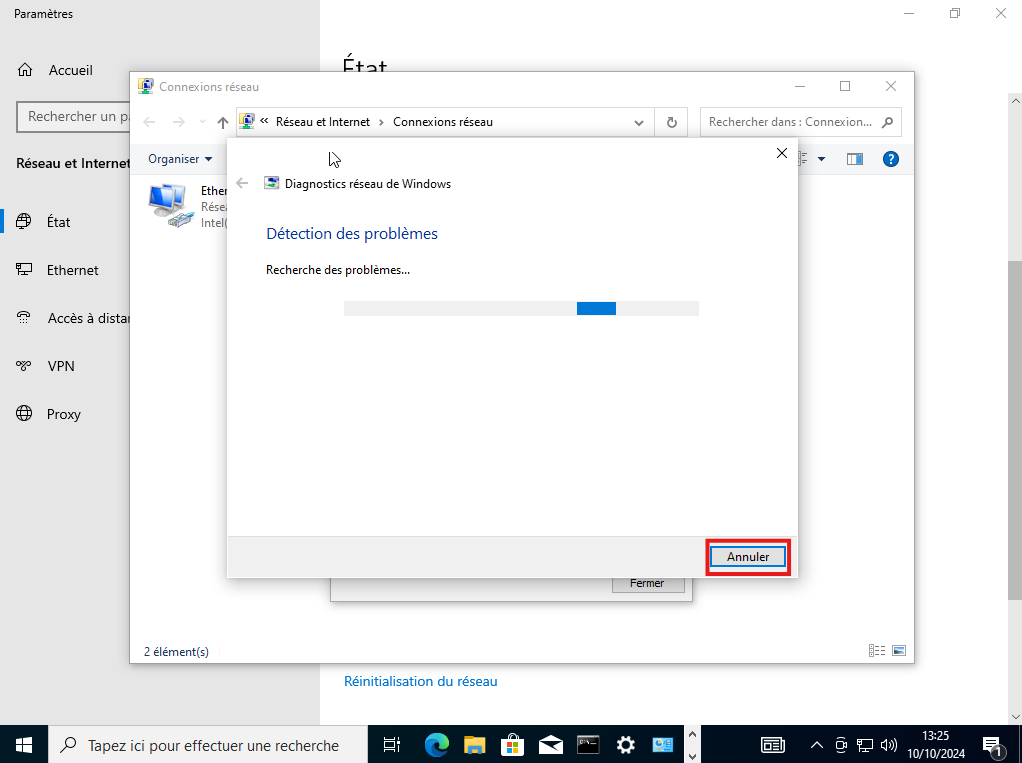 Paramètres
Accueil
Rechercher un pa
Réseau et Internet
État
Ethernet
Accès à distan
VPN
Proxy
État
Connexions réseau
« Réseau et Internet › Connexions réseau
Rechercher dans : Connexion...
Organiser
Ether
Résea
Intel(
Diagnostics réseau de Windows
Détection des problèmes
Recherche des problèmes...
Annuler
Fermer
2 élément(s)
Réinitialisation du réseau
Tapez ici pour effectuer une recherche
13:25
10/10/2024
1